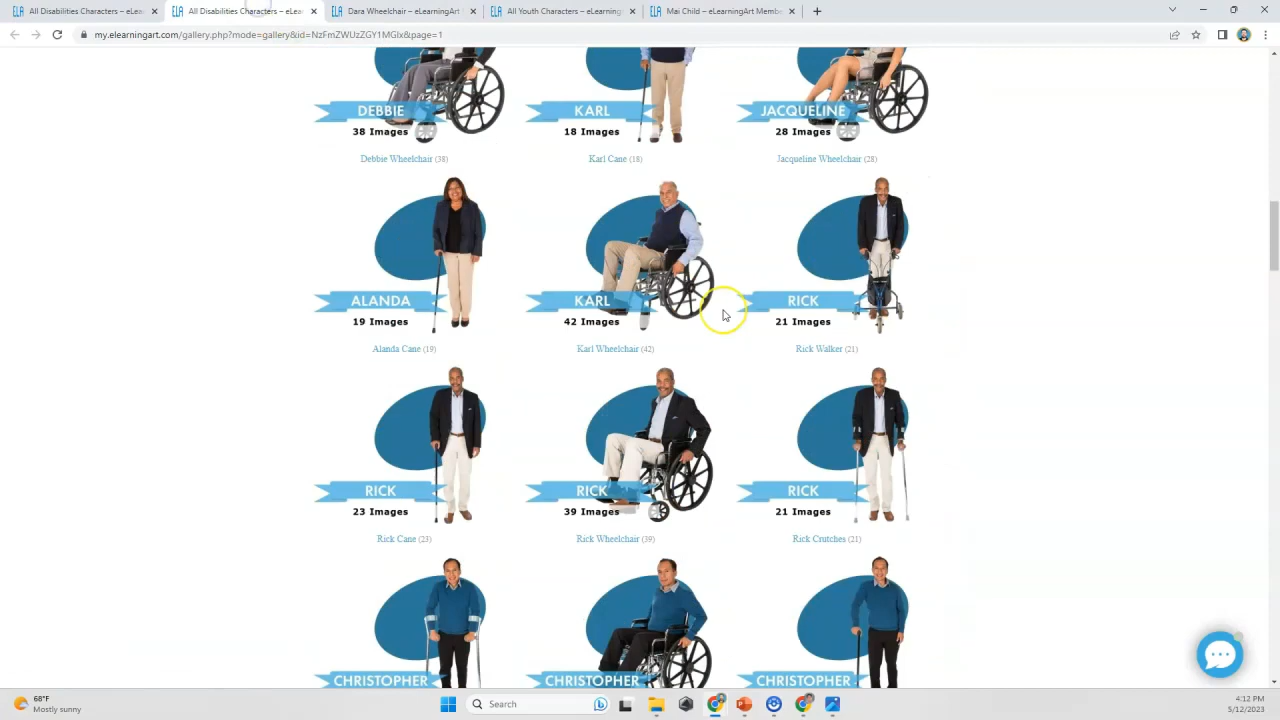 All Disabilities Characters – eLea
All Disabilities Characters – eLea
Dara Wheelchair – eLearningArt
All Youth Characters – eLearning
Mai Child – eLearningArt Memb
my.elearningart.com/gallery.php?mode=gallery&id=NzFmZWUzZGY1MGIx&page=1
DEBBIE
KARL
JACQUELINE
38 Images
18 Images
28 Images
Debbie Wheelchair (38)
Karl Cane (18)
Jacqueline Wheelchair (28)
ALANDA
KARL
RICK
19 Images
42 Images
21 Images
Alanda Cane (19)
Karl Wheelchair (42)
Rick Walker (21)
RICK
RICK
RICK
23 Images
39 Images
21 Images
Rick Cane (23)
Rick Wheelchair (39)
Rick Crutches (21)
CHRISTOPHER
CHRISTOPHER
CHRISTOPHER
68°F
Mostly sunny
Search
4:12 PM
5/12/2023